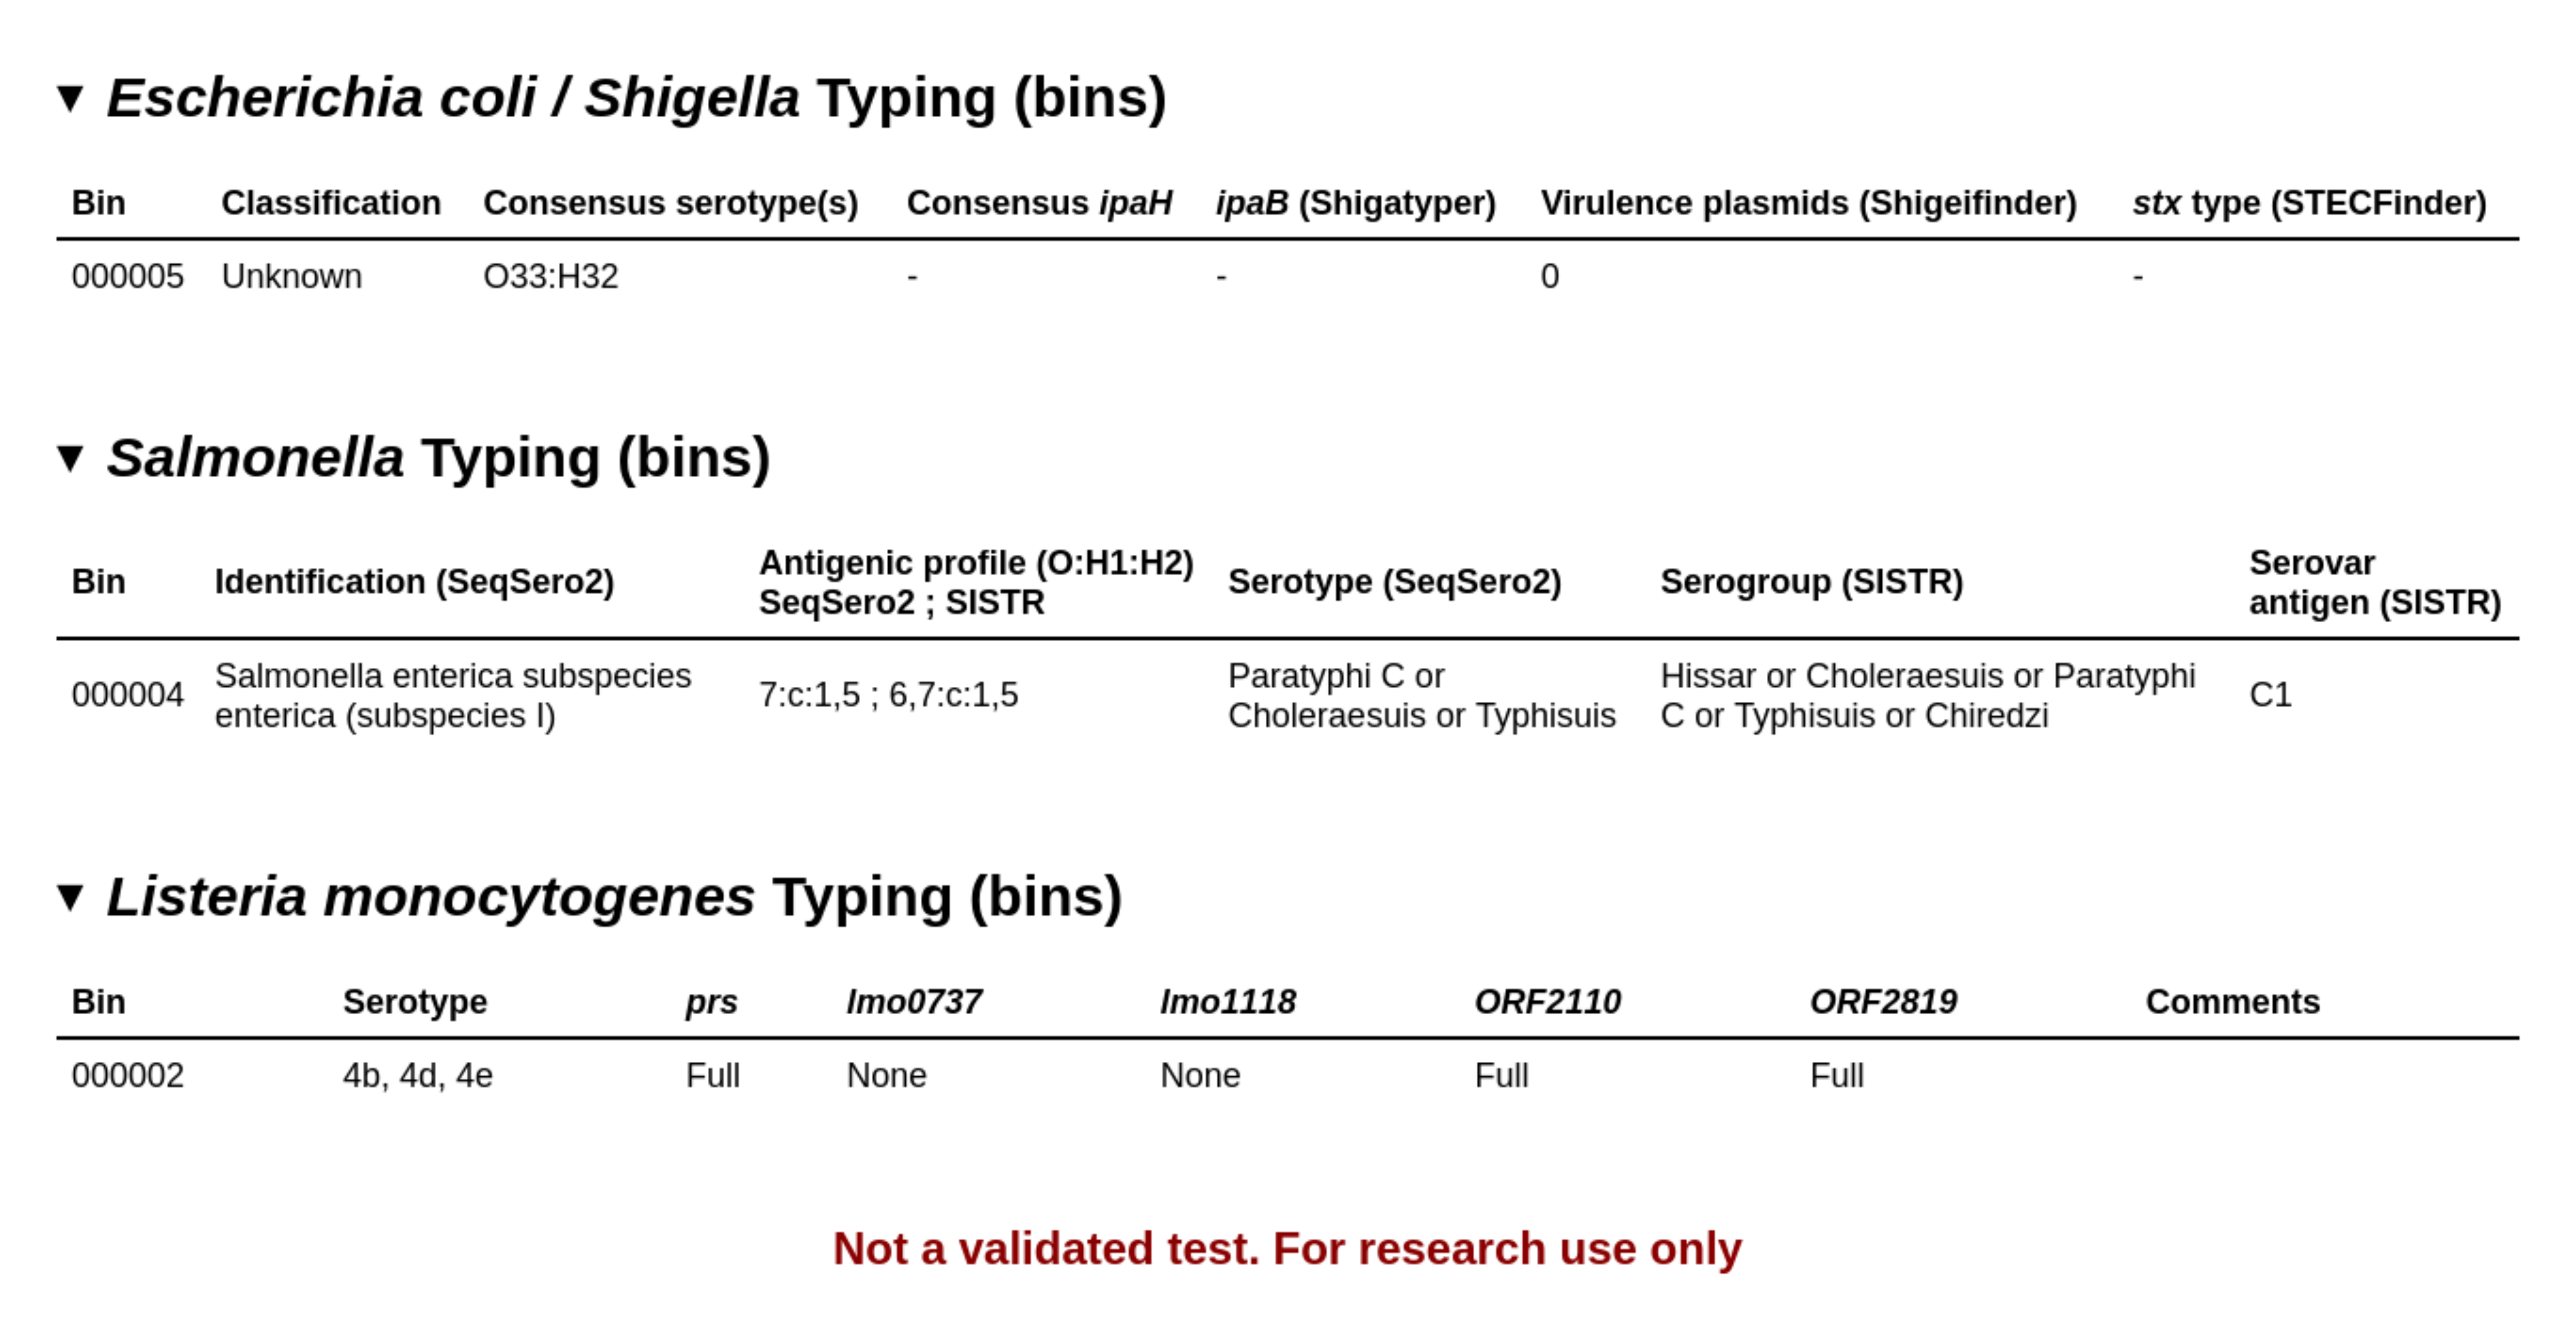 ▼ Escherichia coli / Shigella Typing (bins)
Bin Classification Consensus serotype(s) Consensus ipaH ipaB (Shigatyper) Virulence plasmids (Shigeifinder) stx type (STECFinder)
000005 Unknown O33:H32 - - 0 -
▼ Salmonella Typing (bins)
Bin Identification (SeqSero2) Antigenic profile (O:H1:H2) SeqSero2 ; SISTR Serotype (SeqSero2) Serogroup (SISTR) Serovar antigen (SISTR)
000004 Salmonella enterica subspecies enterica (subspecies I) 7:c:1,5 ; 6,7:c:1,5 Paratyphi C or Choleraesuis or Typhisuis Hissar or Choleraesuis or Paratyphi C or Typhisuis or Chiredzi C1
▼ Listeria monocytogenes Typing (bins)
Bin Serotype prs lmo0737 lmo1118 ORF2110 ORF2819 Comments
000002 4b, 4d, 4e Full None None Full Full
Not a validated test. For research use only